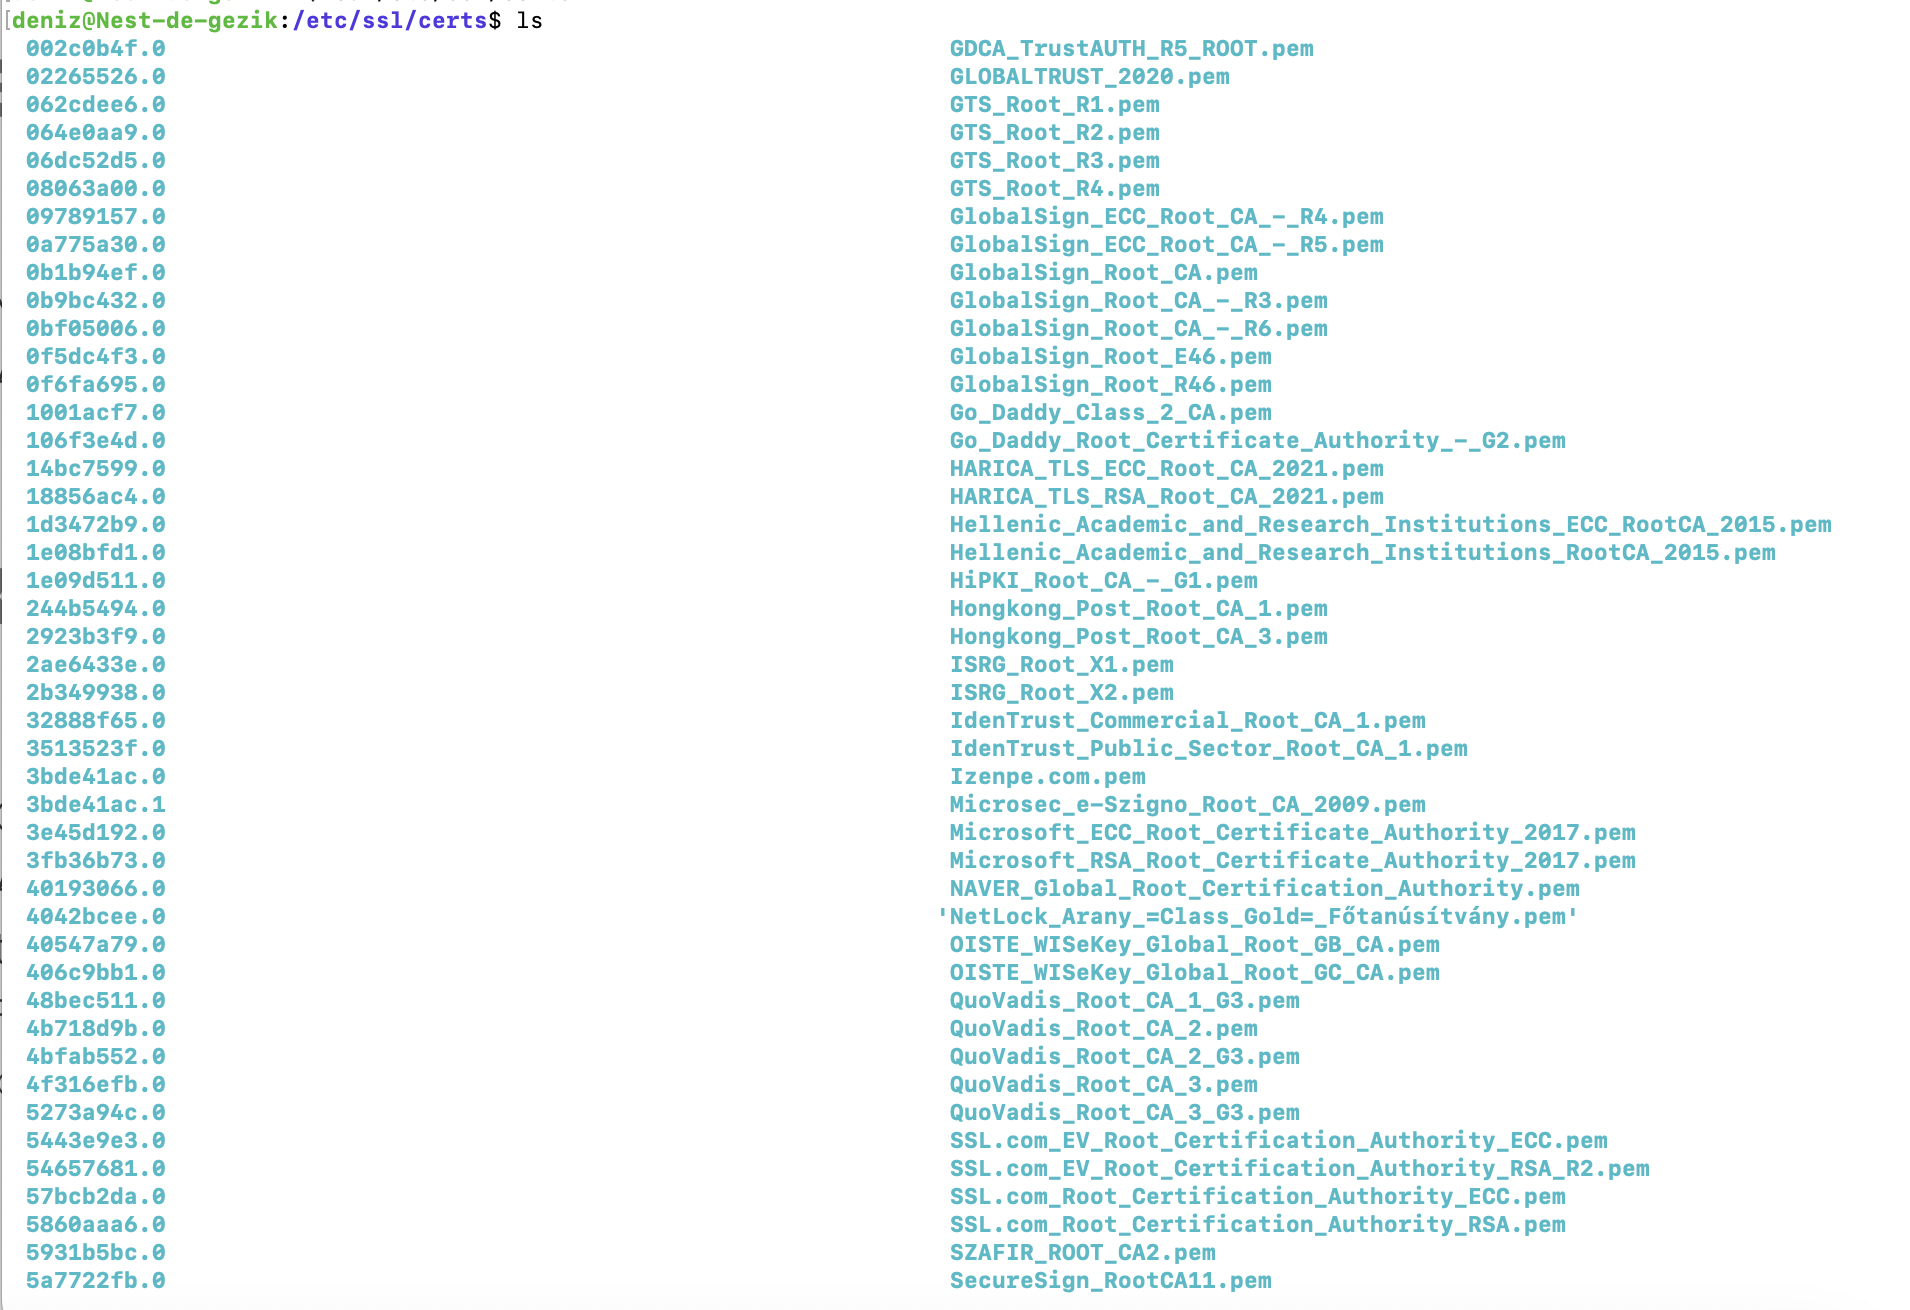 [deniz@Nest-de-gezik:/etc/ssl/certs$ ls
002c0b4f.0 GDCA_TrustAUTH_R5_ROOT.pem
02265526.0 GLOBALTRUST_2020.pem
062cdee6.0 GTS_Root_R1.pem
064e0aa9.0 GTS_Root_R2.pem
06dc52d5.0 GTS_Root_R3.pem
08063a00.0 GTS_Root_R4.pem
09789157.0 GlobalSign_ECC_Root_CA_-_R4.pem
0a775a30.0 GlobalSign_ECC_Root_CA_-_R5.pem
0b1b94ef.0 GlobalSign_Root_CA.pem
0b9bc432.0 GlobalSign_Root_CA_-_R3.pem
0bf05006.0 GlobalSign_Root_CA_-_R6.pem
0f5dc4f3.0 GlobalSign_Root_E46.pem
0f6fa695.0 GlobalSign_Root_R46.pem
1001acf7.0 Go_Daddy_Class_2_CA.pem
106f3e4d.0 Go_Daddy_Root_Certificate_Authority_-_G2.pem
14bc7599.0 HARICA_TLS_ECC_Root_CA_2021.pem
18856ac4.0 HARICA_TLS_RSA_Root_CA_2021.pem
1d3472b9.0 Hellenic_Academic_and_Research_Institutions_ECC_RootCA_2015.pem
1e08bfd1.0 Hellenic_Academic_and_Research_Institutions_RootCA_2015.pem
1e09d511.0 HiPKI_Root_CA_-_G1.pem
244b5494.0 Hongkong_Post_Root_CA_1.pem
2923b3f9.0 Hongkong_Post_Root_CA_3.pem
2ae6433e.0 ISRG_Root_X1.pem
2b349938.0 ISRG_Root_X2.pem
32888f65.0 IdenTrust_Commercial_Root_CA_1.pem
3513523f.0 IdenTrust_Public_Sector_Root_CA_1.pem
3bde41ac.0 Izenpe.com.pem
3bde41ac.1 Microsec_e-Szigno_Root_CA_2009.pem
3e45d192.0 Microsoft_ECC_Root_Certificate_Authority_2017.pem
3fb36b73.0 Microsoft_RSA_Root_Certificate_Authority_2017.pem
40193066.0 NAVER_Global_Root_Certification_Authority.pem
4042bcee.0 'NetLock_Arany_=Class_Gold=_Főtanúsítvány.pem'
40547a79.0 OISTE_WISeKey_Global_Root_GB_CA.pem
406c9bb1.0 OISTE_WISeKey_Global_Root_GC_CA.pem
48bec511.0 QuoVadis_Root_CA_1_G3.pem
4b718d9b.0 QuoVadis_Root_CA_2.pem
4bfab552.0 QuoVadis_Root_CA_2_G3.pem
4f316efb.0 QuoVadis_Root_CA_3.pem
5273a94c.0 QuoVadis_Root_CA_3_G3.pem
5443e9e3.0 SSL.com_EV_Root_Certification_Authority_ECC.pem
54657681.0 SSL.com_EV_Root_Certification_Authority_RSA_R2.pem
57bcb2da.0 SSL.com_Root_Certification_Authority_ECC.pem
5860aaa6.0 SSL.com_Root_Certification_Authority_RSA.pem
5931b5bc.0 SZAFIR_ROOT_CA2.pem
5a7722fb.0 SecureSign_RootCA11.pem